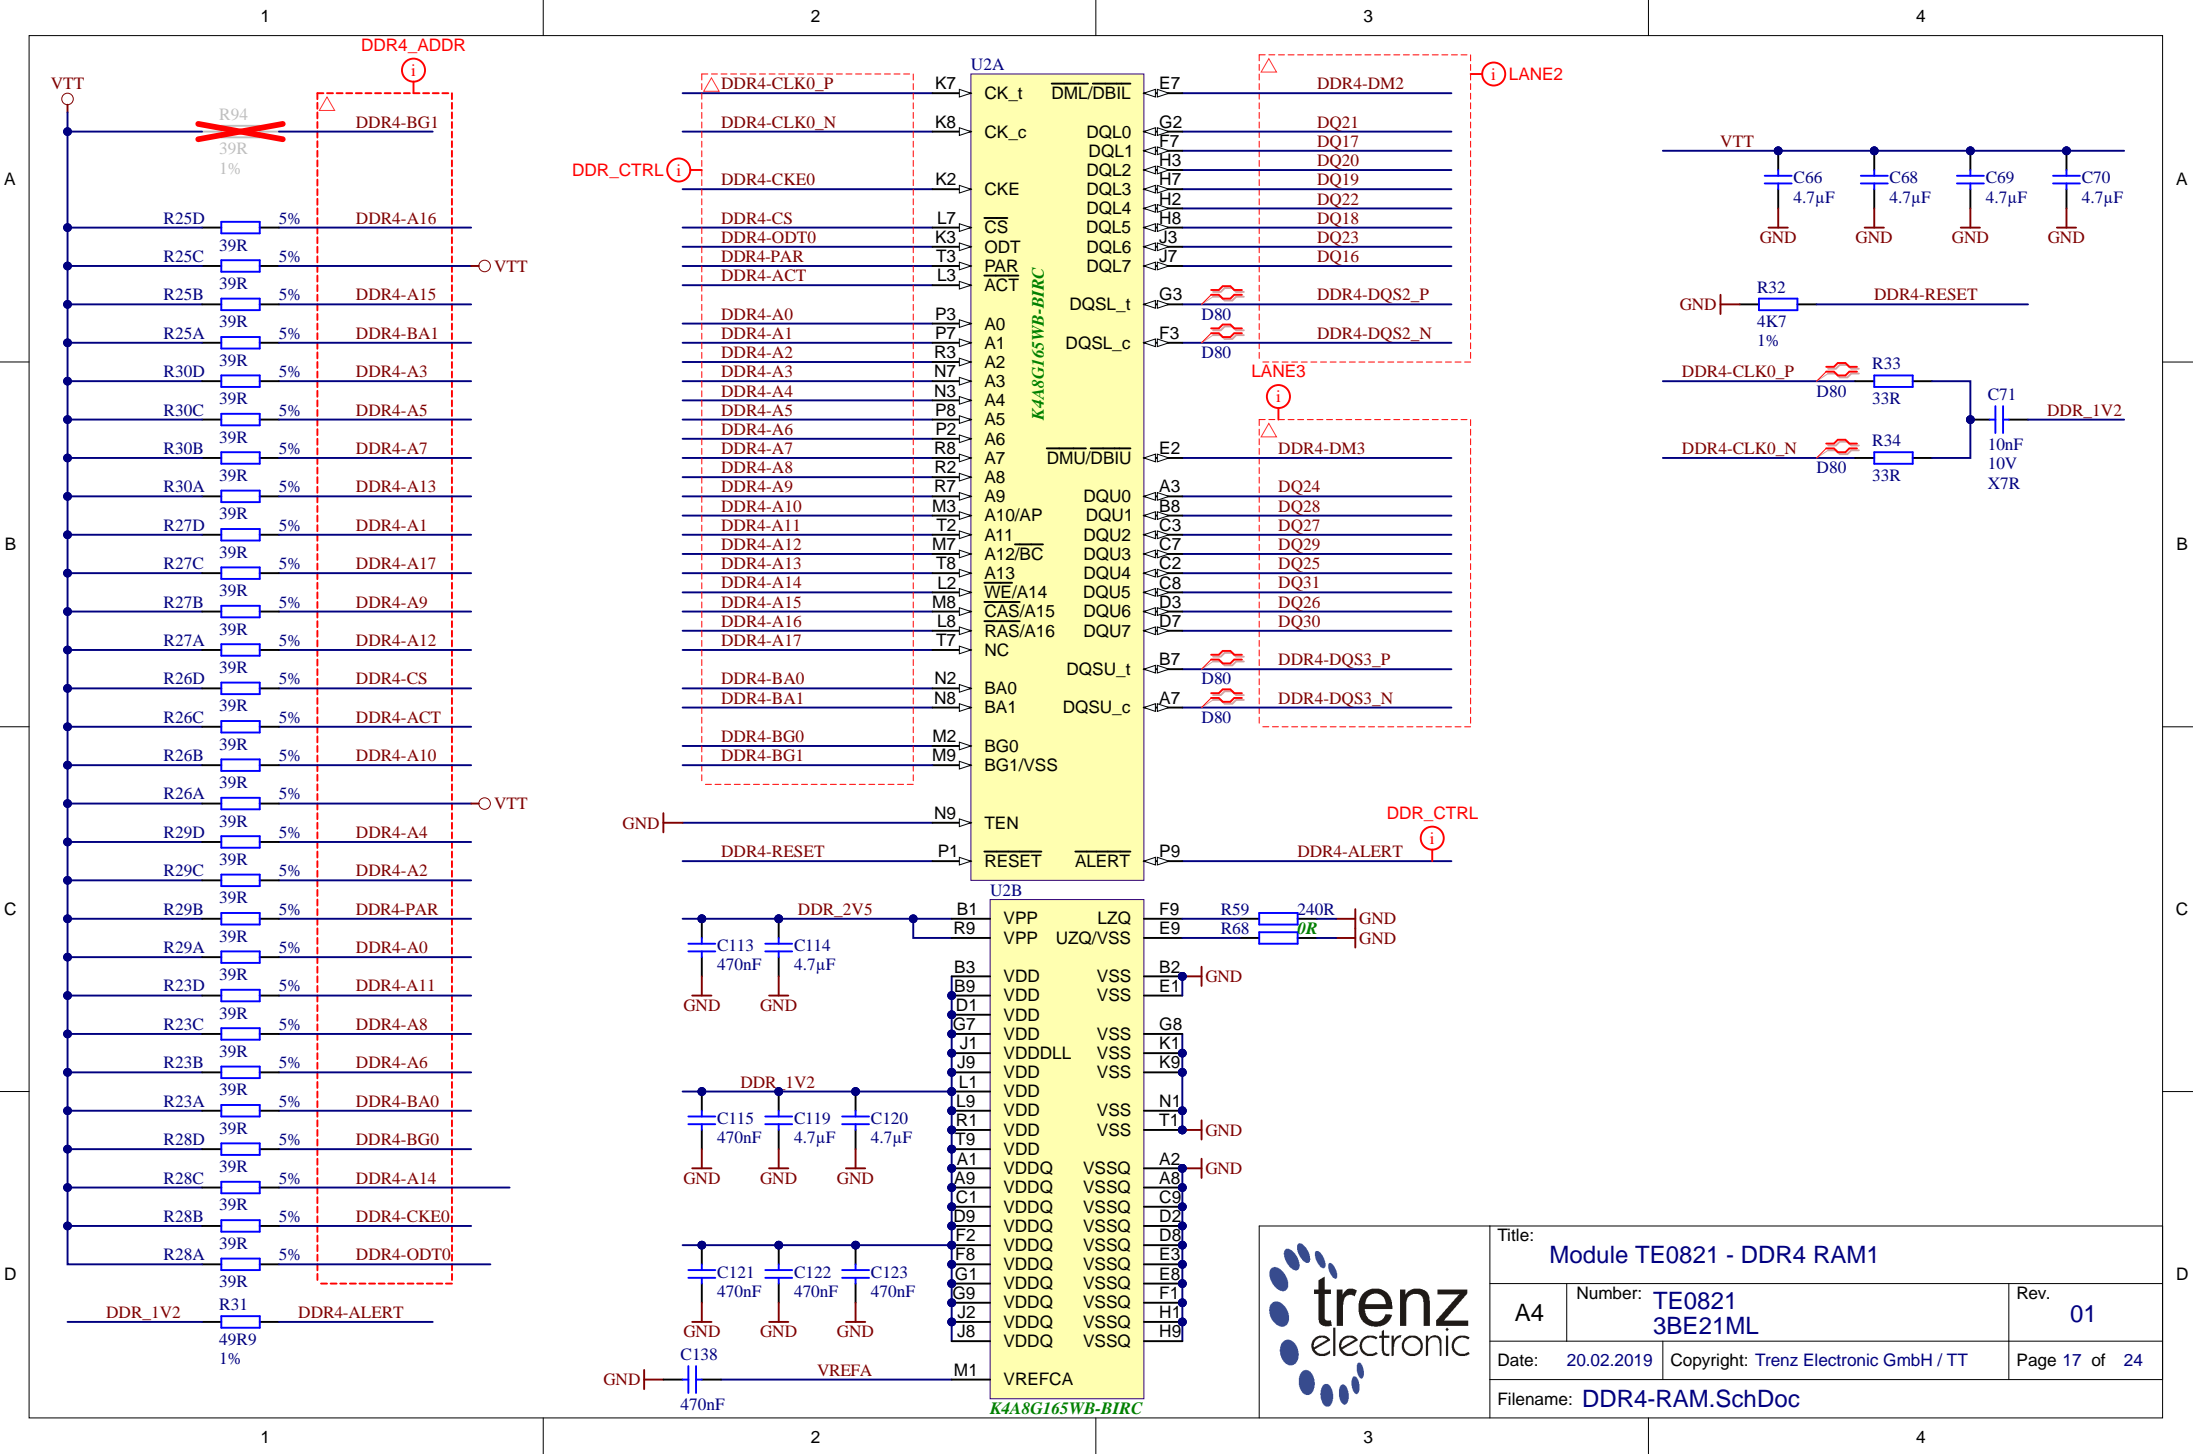 1 2 3 4
A
B
C
D
DDR4_ADDR
VTT
R94 39R 1% DDR4-BG1
R25D 39R 5% DDR4-A16
R25C 39R 5% VTT
R25B 39R 5% DDR4-A15
R25A 39R 5% DDR4-BA1
R30D 39R 5% DDR4-A3
R30C 39R 5% DDR4-A5
R30B 39R 5% DDR4-A7
R30A 39R 5% DDR4-A13
R27D 39R 5% DDR4-A1
R27C 39R 5% DDR4-A17
R27B 39R 5% DDR4-A9
R27A 39R 5% DDR4-A12
R26D 39R 5% DDR4-CS
R26C 39R 5% DDR4-ACT
R26B 39R 5% DDR4-A10
R26A 39R 5% VTT
R29D 39R 5% DDR4-A4
R29C 39R 5% DDR4-A2
R29B 39R 5% DDR4-PAR
R29A 39R 5% DDR4-A0
R23D 39R 5% DDR4-A11
R23C 39R 5% DDR4-A8
R23B 39R 5% DDR4-A6
R23A 39R 5% DDR4-BA0
R28D 39R 5% DDR4-BG0
R28C 39R 5% DDR4-A14
R28B 39R 5% DDR4-CKE0
R28A 39R 5% DDR4-ODT0
DDR_1V2 R31 49R9 1% DDR4-ALERT
DDR_CTRL
U2A
K4A8G165WB-BIRC
DDR4-CLK0_P K7 CK_t
DDR4-CLK0_N K8 CK_c
DDR4-CKE0 K2 CKE
DDR4-CS L7 CS
DDR4-ODT0 K3 ODT
DDR4-PAR T3 PAR
DDR4-ACT L3 ACT
DDR4-A0 P3 A0
DDR4-A1 P7 A1
DDR4-A2 R3 A2
DDR4-A3 N7 A3
DDR4-A4 N3 A4
DDR4-A5 P8 A5
DDR4-A6 P2 A6
DDR4-A7 R8 A7
DDR4-A8 R2 A8
DDR4-A9 R7 A9
DDR4-A10 M3 A10/AP
DDR4-A11 T2 A11
DDR4-A12 M7 A12/BC
DDR4-A13 T8 A13
DDR4-A14 L2 WE/A14
DDR4-A15 M8 CAS/A15
DDR4-A16 L8 RAS/A16
DDR4-A17 T7 NC
DDR4-BA0 N2 BA0
DDR4-BA1 N8 BA1
DDR4-BG0 M2 BG0
DDR4-BG1 M9 BG1/VSS
GND N9 TEN
DDR4-RESET P1 RESET
LANE2
DML/DBIL E7 DDR4-DM2
DQL0 G2 DQ21
DQL1 F7 DQ17
DQL2 H3 DQ20
DQL3 H7 DQ19
DQL4 H2 DQ22
DQL5 H8 DQ18
DQL6 J3 DQ23
DQL7 J7 DQ16
DQSL_t G3 D80 DDR4-DQS2_P
DQSL_c F3 D80 DDR4-DQS2_N
LANE3
DMU/DBIU E2 DDR4-DM3
DQU0 A3 DQ24
DQU1 B8 DQ28
DQU2 C3 DQ27
DQU3 C7 DQ29
DQU4 C2 DQ25
DQU5 C8 DQ31
DQU6 D3 DQ26
DQU7 D7 DQ30
DQSU_t B7 D80 DDR4-DQS3_P
DQSU_c A7 D80 DDR4-DQS3_N
DDR_CTRL
ALERT P9 DDR4-ALERT
U2B
DDR_2V5 B1 VPP
R9 VPP
C113 470nF GND
C114 4.7µF GND
B3 VDD
B9 VDD
D1 VDD
G7 VDD
J1 VDDDLL
J9 VDD
DDR_1V2 L1 VDD
L9 VDD
R1 VDD
T9 VDD
A1 VDDQ
A9 VDDQ
C1 VDDQ
D9 VDDQ
F2 VDDQ
F8 VDDQ
G1 VDDQ
G9 VDDQ
J2 VDDQ
J8 VDDQ
C115 470nF GND
C119 4.7µF GND
C120 4.7µF GND
C121 470nF GND
C122 470nF GND
C123 470nF GND
GND C138 470nF VREFA M1 VREFCA
LZQ F9 R59 240R GND
UZQ/VSS E9 R68 0R GND
VSS B2 GND
VSS E1
VSS G8
VSS K1
VSS K9
VSS N1
VSS T1 GND
VSSQ A2 GND
VSSQ A8
VSSQ C9
VSSQ D2
VSSQ D8
VSSQ E3
VSSQ E8
VSSQ F1
VSSQ H1
VSSQ H9
K4A8G165WB-BIRC
VTT
C66 4.7µF GND
C68 4.7µF GND
C69 4.7µF GND
C70 4.7µF GND
GND R32 4K7 1% DDR4-RESET
DDR4-CLK0_P D80 R33 33R
DDR4-CLK0_N D80 R34 33R
C71 10nF 10V X7R DDR_1V2
trenz
electronic
Title: Module TE0821 - DDR4 RAM1
A4 Number: TE0821
3BE21ML
Rev. 01
Date: 20.02.2019 Copyright: Trenz Electronic GmbH / TT Page 17 of 24
Filename: DDR4-RAM.SchDoc
A
B
C
D
1 2 3 4